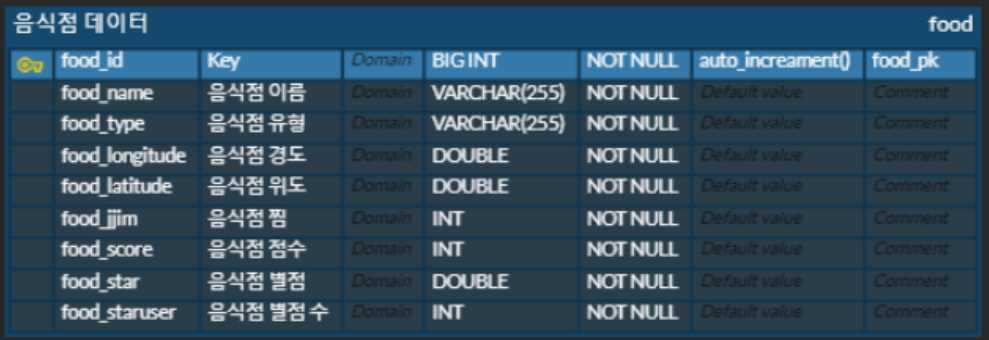 음식점 데이터 food
food_id Key Domain BIG INT NOT NULL auto_increament() food_pk
food_name 음식점 이름 Domain VARCHAR(255) NOT NULL Default value Comment
food_type 음식점 유형 Domain VARCHAR(255) NOT NULL Default value Comment
food_longitude 음식점 경도 Domain DOUBLE NOT NULL Default value Comment
food_latitude 음식점 위도 Domain DOUBLE NOT NULL Default value Comment
food_jjim 음식점 찜 Domain INT NOT NULL Default value Comment
food_score 음식점 점수 Domain INT NOT NULL Default value Comment
food_star 음식점 별점 Domain DOUBLE NOT NULL Default value Comment
food_staruser 음식점 별점 수 Domain INT NOT NULL Default value Comment